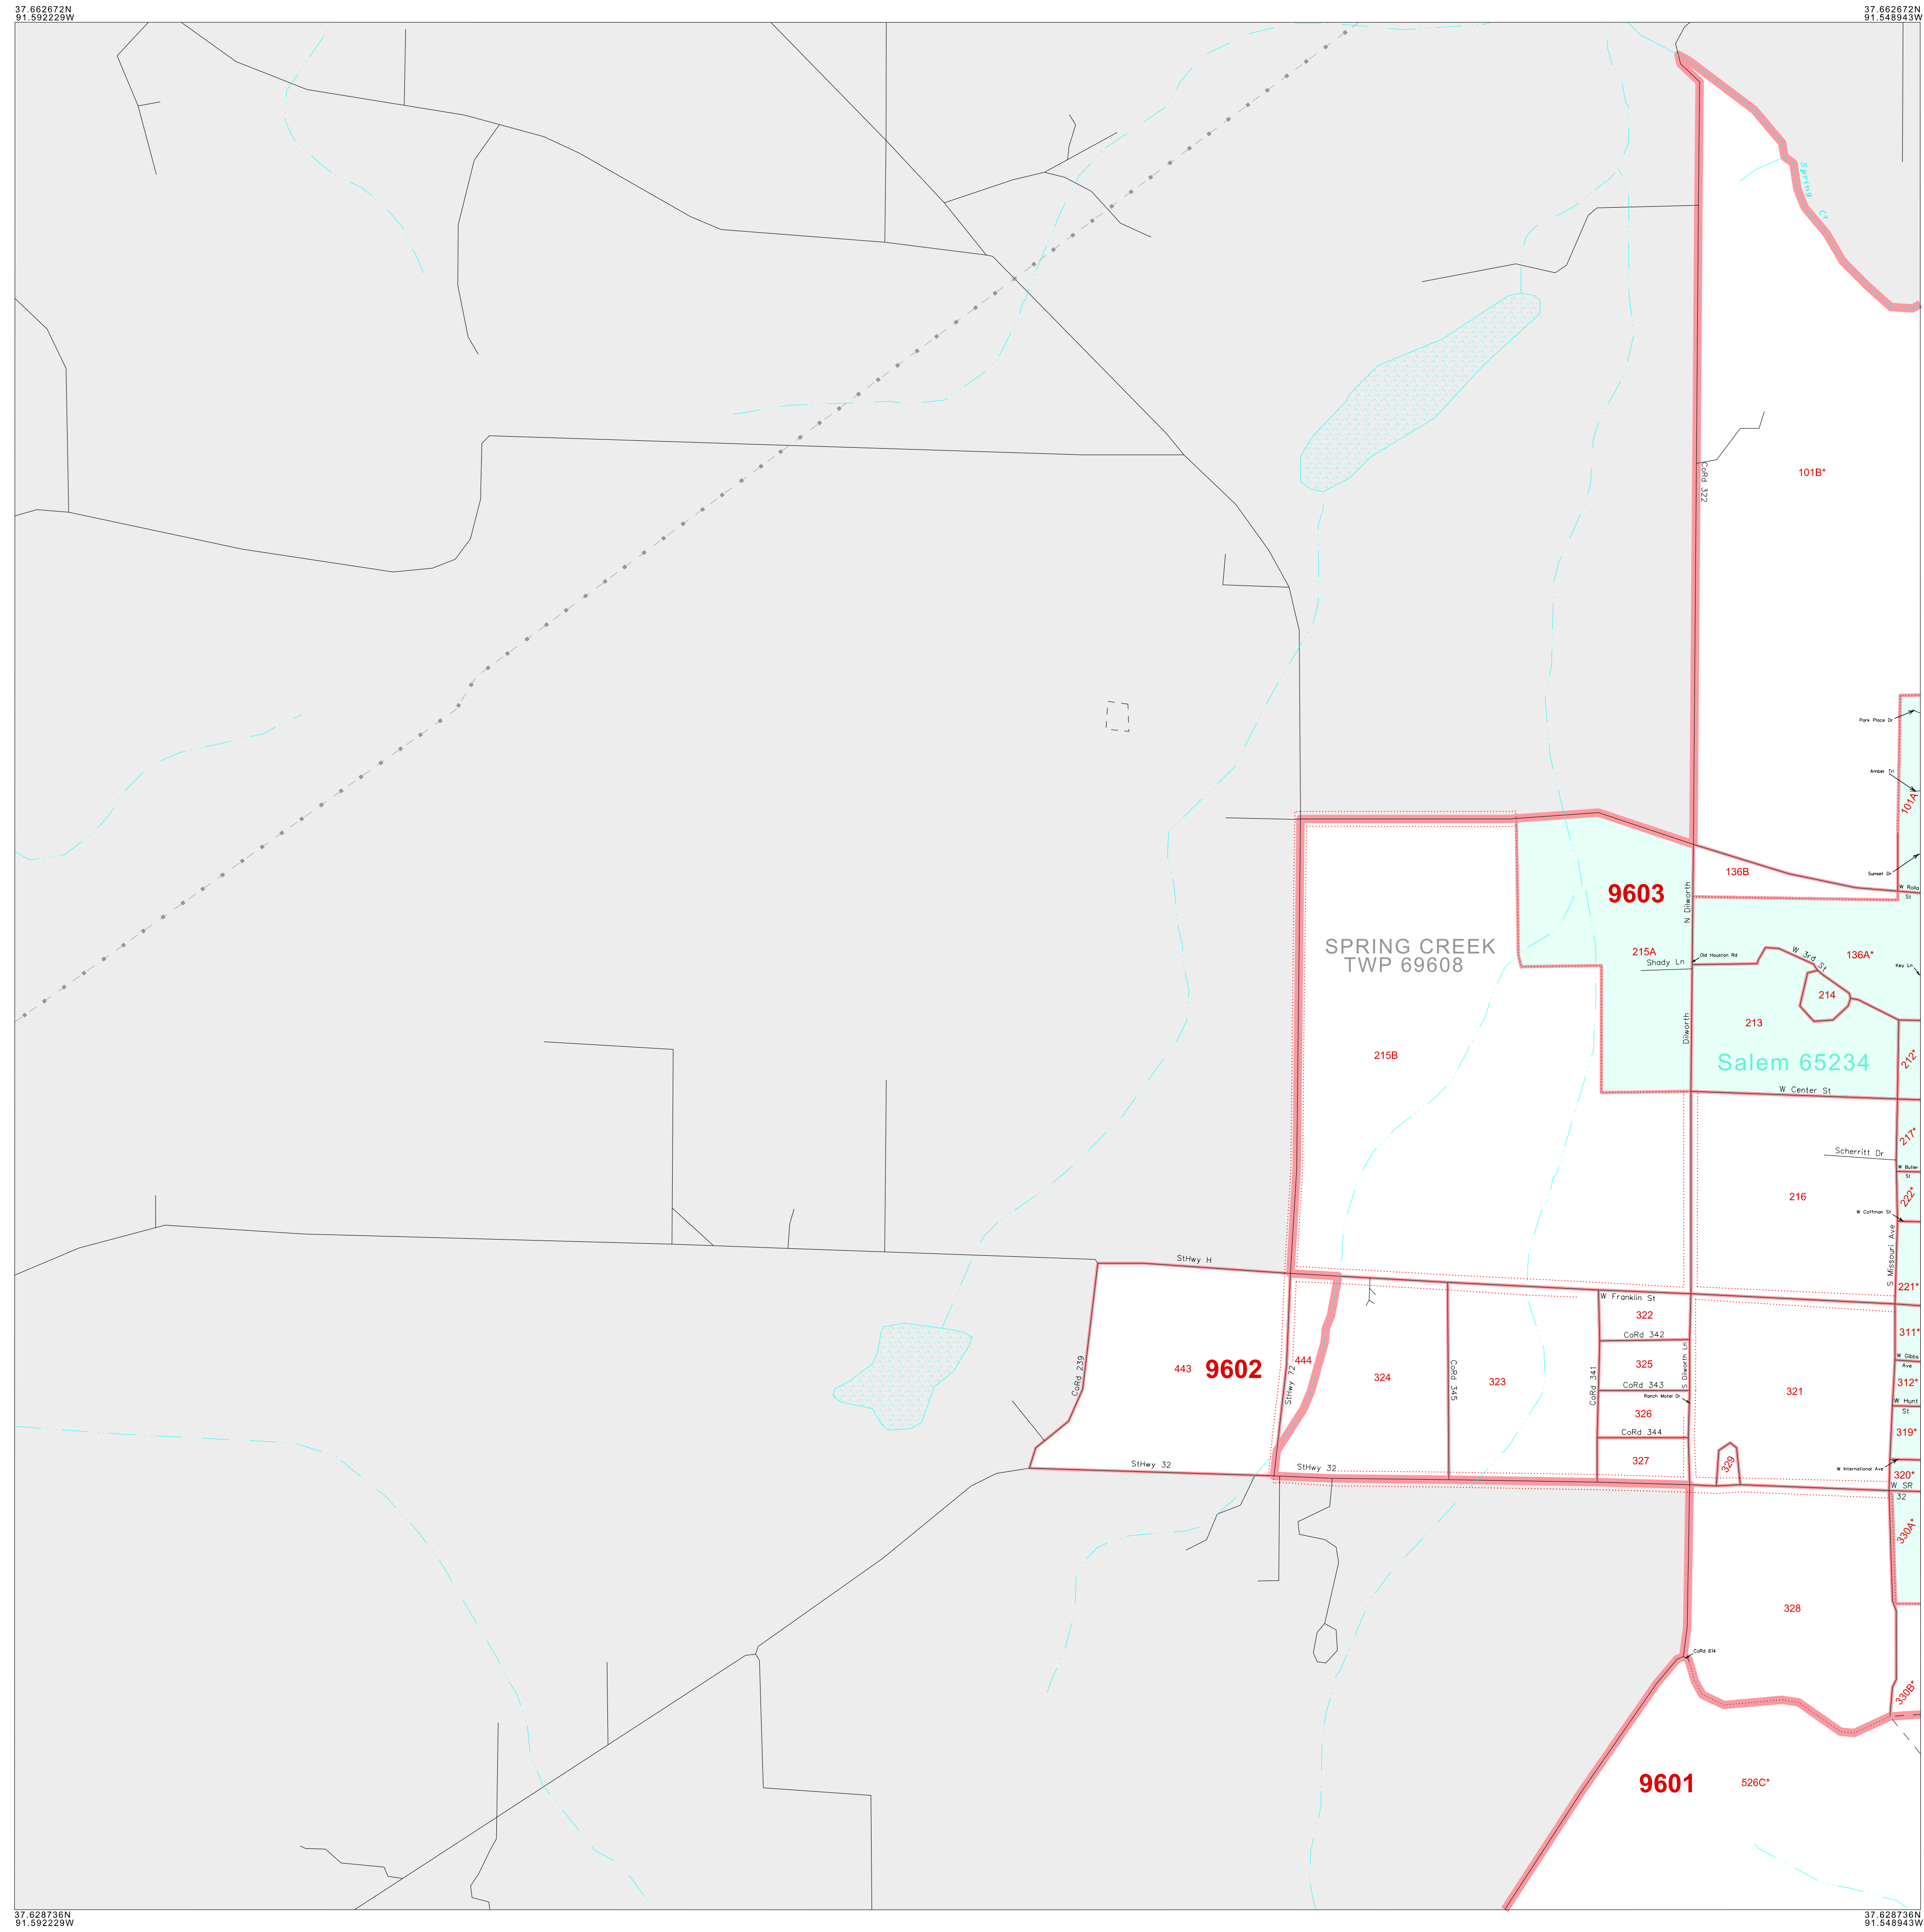 37.662672N
91.592229W
37.662672N
91.548943W
Spring Cr
CoRd 322
101B*
Park Place Dr
Amber Trl
101A*
Sunset Dr
136B
W Rolla
St
9603
N Dilworth
SPRING CREEK
TWP 69608
215A
Shady Ln
Old Houston Rd
W 3rd St
136A*
Key Ln
214
213
Dilworth
215B
Salem 65234
212*
W Center St
217*
Scherritt Dr
W Butler
St
216
222*
W Coffman St
S Missouri Ave
StHwy H
221*
W Franklin St
322
311*
CoRd 342
CoRd 239
443
9602
444
StHwy 72
324
CoRd 345
323
CoRd 341
325
S Dilworth Ln
W Gibbs
Ave
CoRd 343
Ranch Motel Dr
321
312*
W Hunt
St
326
CoRd 344
319*
StHwy 32
StHwy 32
327
329
W International Ave
320*
W SR
32
330A*
328
CoRd 614
330B*
9601
526C*
37.628736N
91.592229W
37.628736N
91.548943W